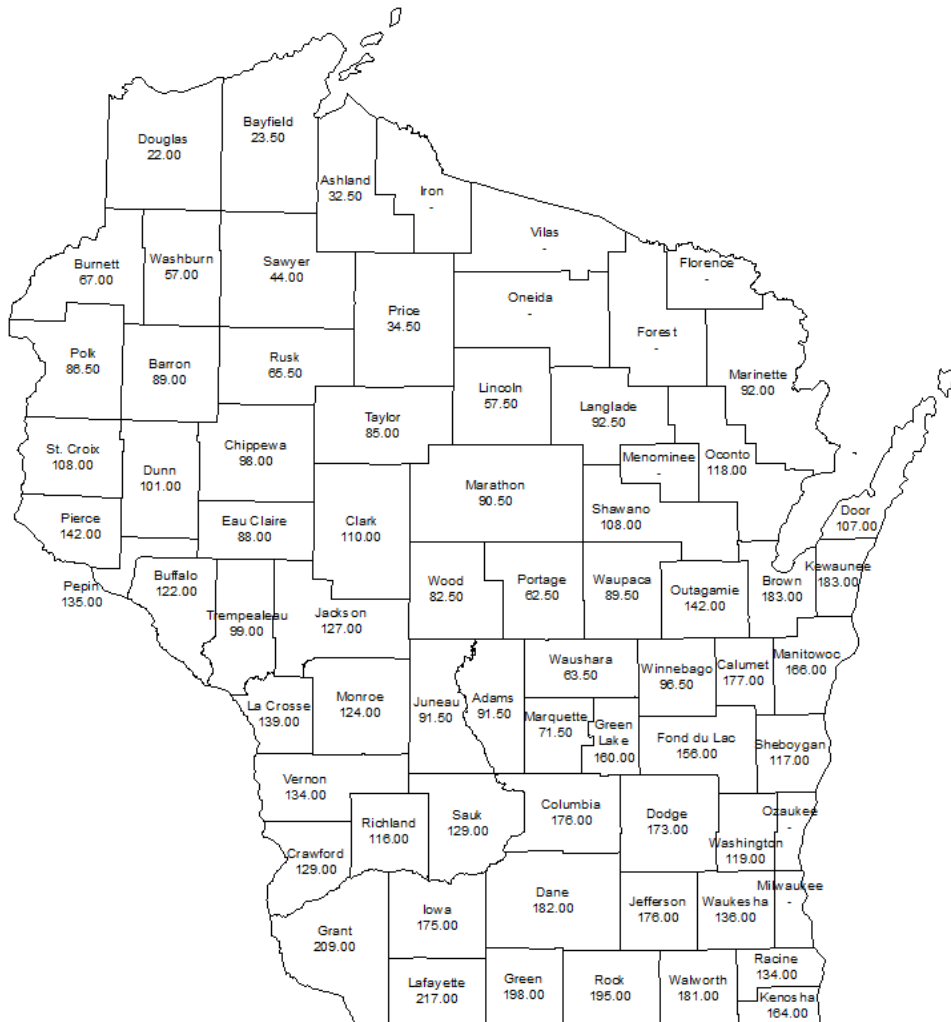 Bayfield
23.50
Douglas
22.00
Ashland
32.50
Iron
-
Vilas
-
Burnett
67.00
Washburn
57.00
Sawyer
44.00
Florence
-
Price
34.50
Oneida
-
Forest
-
Polk
86.50
Barron
89.00
Rusk
65.50
Marinette
92.00
Lincoln
57.50
Langlade
92.50
Taylor
85.00
St. Croix
108.00
Dunn
101.00
Chippewa
98.00
Menominee
-
Oconto
118.00
Marathon
90.50
Shawano
108.00
Door
107.00
Pierce
142.00
Eau Claire
88.00
Clark
110.00
Pepin
135.00
Buffalo
122.00
Wood
82.50
Portage
62.50
Waupaca
89.50
Outagamie
142.00
Brown
183.00
Kewaunee
183.00
Trempealeau
99.00
Jackson
127.00
Waushara
63.50
Winnebago
96.50
Calumet
177.00
Manitowoc
166.00
La Crosse
139.00
Monroe
124.00
Juneau
91.50
Adams
91.50
Marquette
71.50
Green
Lake
160.00
Fond du Lac
156.00
Sheboygan
117.00
Vernon
134.00
Richland
116.00
Sauk
129.00
Columbia
176.00
Dodge
173.00
Ozaukee
-
Washington
119.00
Crawford
129.00
Milwaukee
-
Dane
182.00
Iowa
175.00
Jefferson
176.00
Waukesha
136.00
Grant
209.00
Lafayette
217.00
Green
198.00
Rock
195.00
Walworth
181.00
Racine
134.00
Kenosha
164.00